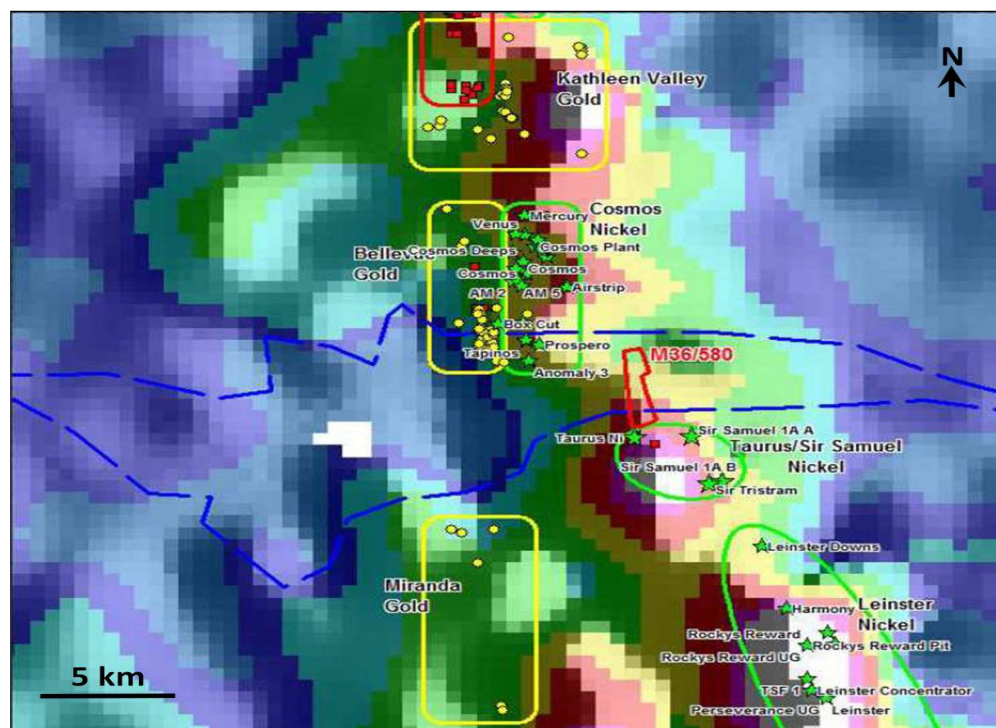 N
Kathleen Valley
Gold
Mercury
Cosmos
Nickel
Venus
Cosmos Deeps
Cosmos Plant
Bellevue
Gold
Cosmos
Cosmos
AM 2
AM 5
Airstrip
Box Cut
Tapinos
Prospero
M36/580
Anomaly 3
Taurus Ni
Sir Samuel 1A A
Taurus/Sir Samuel
Nickel
Sir Samuel 1A B
Sir Tristram
Leinster Downs
Miranda
Gold
Harmony
Leinster
Nickel
Rockys Reward
Rockys Reward Pit
Rockys Reward UG
5 km
TSF 1
Leinster Concentrator
Perseverance UG
Leinster